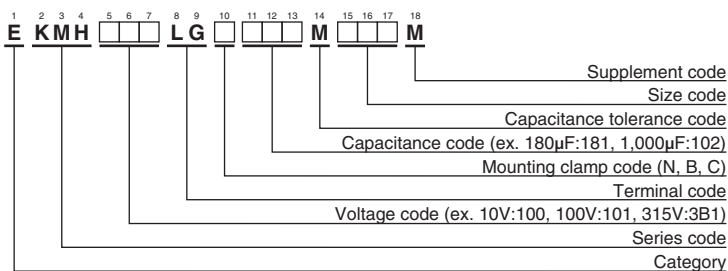 1 2 3 4 5 6 7 8 9 10 11 12 13 14 15 16 17 18
E KMH LG M M
Supplement code
Size code
Capacitance tolerance code
Capacitance code (ex. 180µF:181, 1,000µF:102)
Mounting clamp code (N, B, C)
Terminal code
Voltage code (ex. 10V:100, 100V:101, 315V:3B1)
Series code
Category